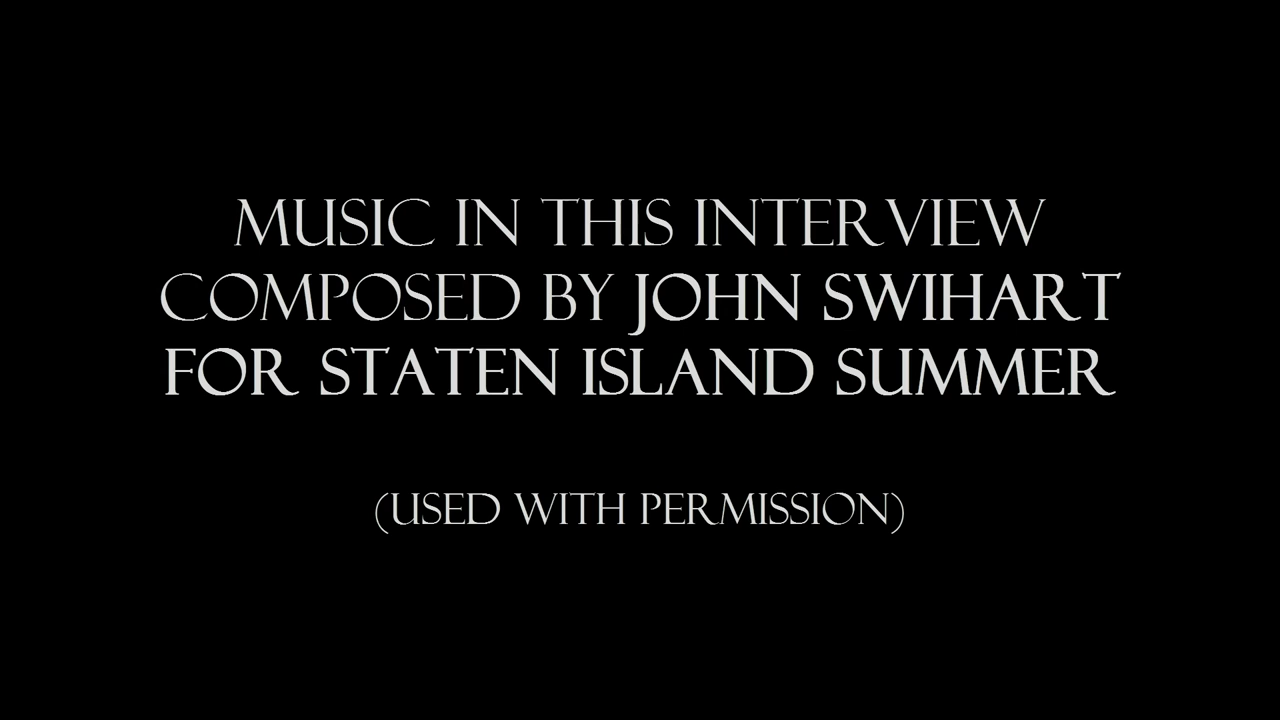 MUSIC IN THIS INTERVIEW
COMPOSED BY JOHN SWIHART
FOR STATEN ISLAND SUMMER
(USED WITH PERMISSION)